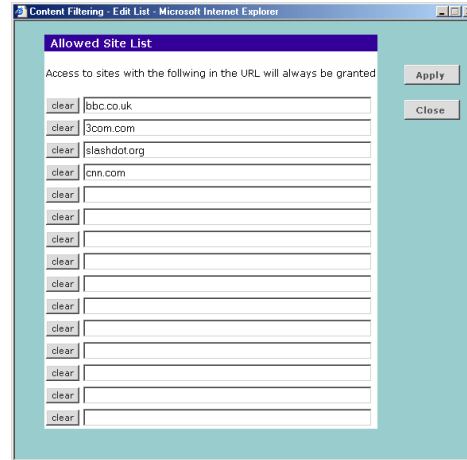 Content Filtering - Edit List - Microsoft Internet Explorer
Allowed Site List
Access to sites with the follwing in the URL will always be granted
Apply
Close
clear bbc.co.uk
clear 3com.com
clear slashdot.org
clear cnn.com
clear
clear
clear
clear
clear
clear
clear
clear
clear
clear
clear